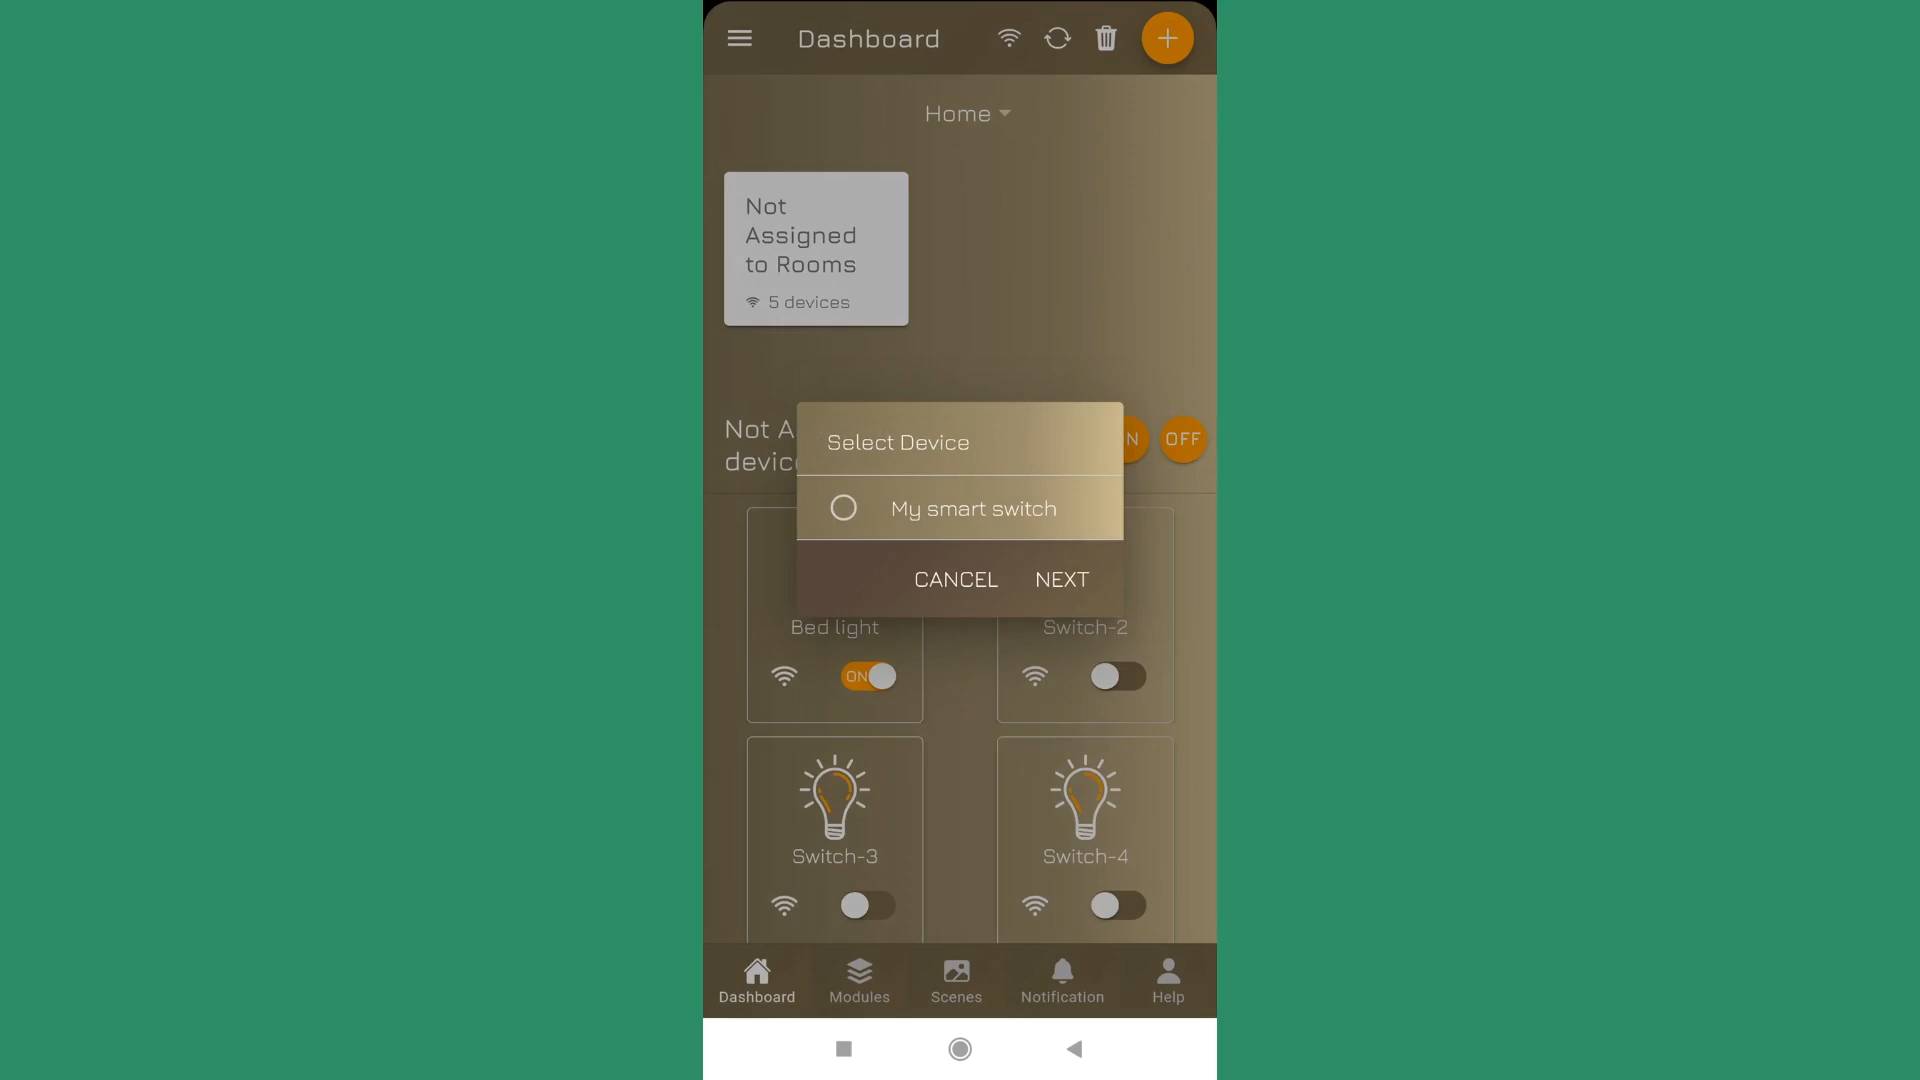 Dashboard
Home
Not
Assigned
to Rooms
5 devices
Not A
device
N
OFF
Select Device
My smart switch
CANCEL
NEXT
Bed light
Switch-2
ON
Switch-3
Switch-4
Dashboard
Modules
Scenes
Notification
Help